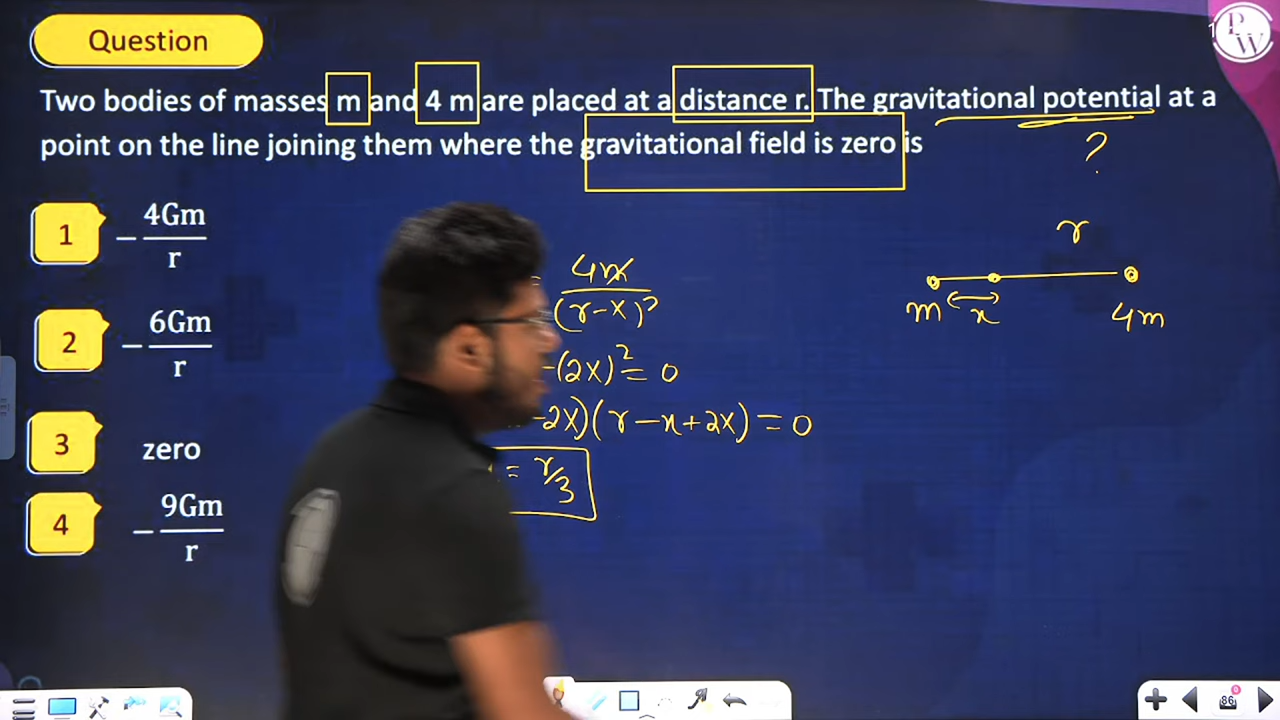 Question
Two bodies of masses m and 4 m are placed at a distance r. The gravitational potential at a
point on the line joining them where the gravitational field is zero is
?
1 -4Gm/r
2 -6Gm/r
3 zero
4 -9Gm/r
= 4m/(r-x)²
-(2x)² = 0
-2x)(r-x+2x) = 0
= r/3
r
m x 4m
PW
86